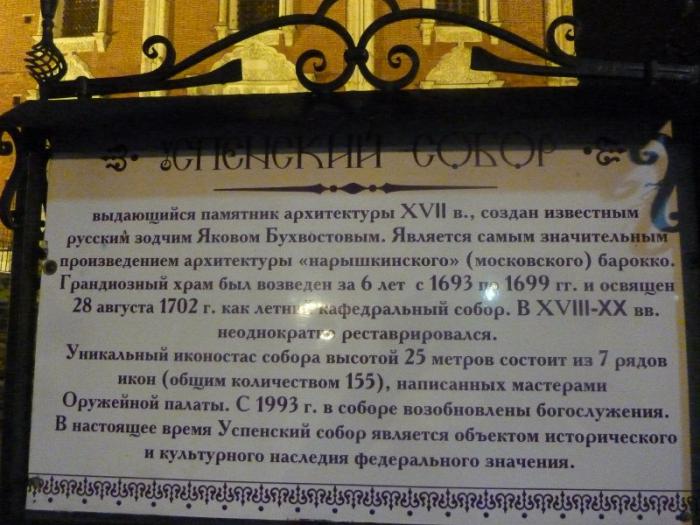 УСПЕНСКИЙ СОБОР
выдающийся памятник архитектуры XVII в., создан известным
русским зодчим Яковом Бухвостовым. Является самым значительным
произведением архитектуры «нарышкинского» (московского) барокко.
Грандиозный храм был возведен за 6 лет с 1693 по 1699 гг. и освящен
28 августа 1702 г. как летний кафедральный собор. В XVIII-XX вв.
неоднократно реставрировался.
Уникальный иконостас собора высотой 25 метров состоит из 7 рядов
икон (общим количеством 155), написанных мастерами
Оружейной палаты. С 1993 г. в соборе возобновлены богослужения.
В настоящее время Успенский собор является объектом исторического
и культурного наследия федерального значения.